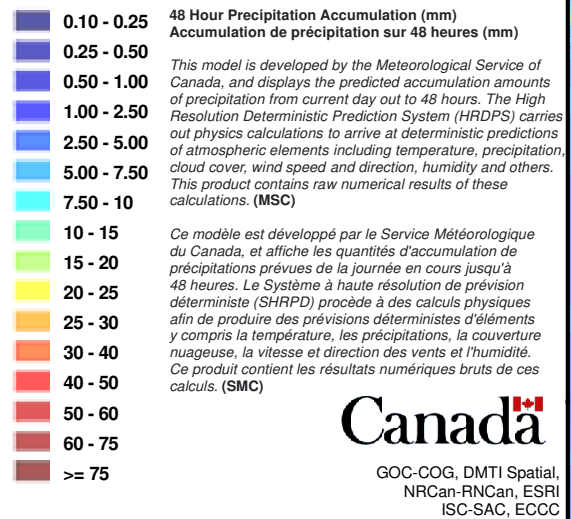 0.10 - 0.25
0.25 - 0.50
0.50 - 1.00
1.00 - 2.50
2.50 - 5.00
5.00 - 7.50
7.50 - 10
10 - 15
15 - 20
20 - 25
25 - 30
30 - 40
40 - 50
50 - 60
60 - 75
>= 75
48 Hour Precipitation Accumulation (mm)
Accumulation de précipitation sur 48 heures (mm)
This model is developed by the Meteorological Service of
Canada, and displays the predicted accumulation amounts
of precipitation from current day out to 48 hours. The High
Resolution Deterministic Prediction System (HRDPS) carries
out physics calculations to arrive at deterministic predictions
of atmospheric elements including temperature, precipitation,
cloud cover, wind speed and direction, humidity and others.
This product contains raw numerical results of these
calculations. (MSC)
Ce modèle est développé par le Service Météorologique
du Canada, et affiche les quantités d'accumulation de
précipitations prévues de la journée en cours jusqu'à
48 heures. Le Système à haute résolution de prévision
déterministe (SHRPD) procède à des calculs physiques
afin de produire des prévisions déterministes d'éléments
y compris la température, les précipitations, la couverture
nuageuse, la vitesse et direction des vents et l'humidité.
Ce produit contient les résultats numériques bruts de ces
calculs. (SMC)
Canada
GOC-COG, DMTI Spatial,
NRCan-RNCan, ESRI
ISC-SAC, ECCC